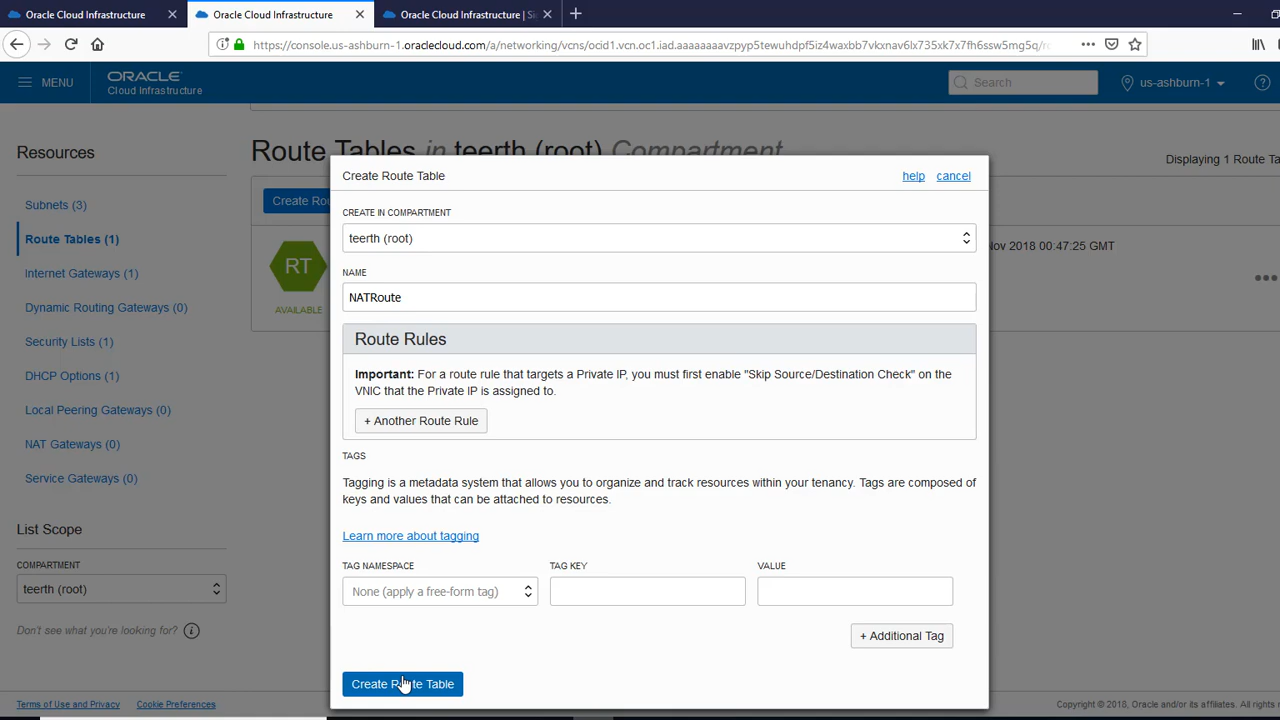 Oracle Cloud Infrastructure
Oracle Cloud Infrastructure
Oracle Cloud Infrastructure |
https://console.us-ashburn-1.oraclecloud.com/a/networking/vcns/ocid1.vcn.oc1.iad.aaaaaaaavzpyp5tewuhdpf5iz4waxbb7vkxnav6lx735xk7x7fh6ssw5mg5q/
MENU
ORACLE
Cloud Infrastructure
Search
us-ashburn-1
Route Tables in teerth (root) Compartment
Displaying 1 Route
Resources
Subnets (3)
Route Tables (1)
Internet Gateways (1)
Dynamic Routing Gateways (0)
Security Lists (1)
DHCP Options (1)
Local Peering Gateways (0)
NAT Gateways (0)
Service Gateways (0)
List Scope
COMPARTMENT
teerth (root)
Don't see what you're looking for?
Create
RT
AVAILABLE
Nov 2018 00:47:25 GMT
Create Route Table
help
cancel
CREATE IN COMPARTMENT
teerth (root)
NAME
NATRoute
Route Rules
Important: For a route rule that targets a Private IP, you must first enable "Skip Source/Destination Check" on the
VNIC that the Private IP is assigned to.
+ Another Route Rule
TAGS
Tagging is a metadata system that allows you to organize and track resources within your tenancy. Tags are composed of
keys and values that can be attached to resources.
Learn more about tagging
TAG NAMESPACE
TAG KEY
VALUE
None (apply a free-form tag)
+ Additional Tag
Create Route Table
Terms of Use and Privacy
Cookie Preferences
Copyright © 2018, Oracle and/or its affiliates. All rights